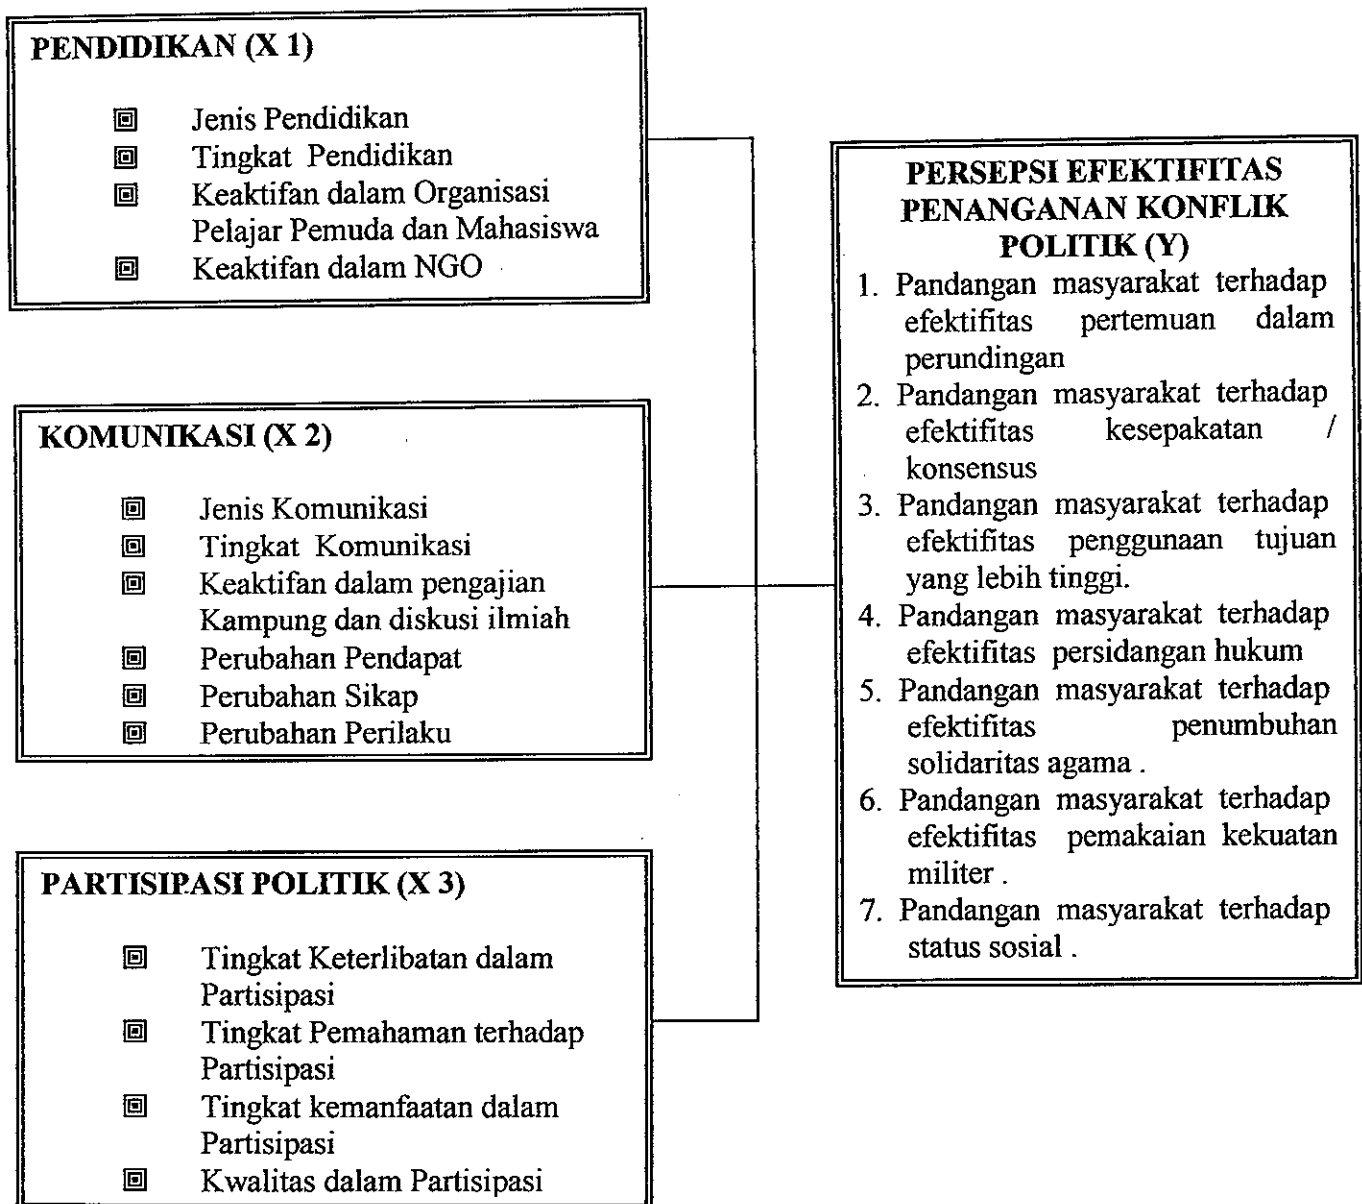 PENDIDIKAN (X 1)
Jenis Pendidikan
Tingkat Pendidikan
Keaktifan dalam Organisasi
Pelajar Pemuda dan Mahasiswa
Keaktifan dalam NGO
KOMUNIKASI (X 2)
Jenis Komunikasi
Tingkat Komunikasi
Keaktifan dalam pengajian
Kampung dan diskusi ilmiah
Perubahan Pendapat
Perubahan Sikap
Perubahan Perilaku
PARTISIPASI POLITIK (X 3)
Tingkat Keterlibatan dalam
Partisipasi
Tingkat Pemahaman terhadap
Partisipasi
Tingkat kemanfaatan dalam
Partisipasi
Kwalitas dalam Partisipasi
PERSEPSI EFEKTIFITAS
PENANGANAN KONFLIK
POLITIK (Y)
1. Pandangan masyarakat terhadap
efektifitas pertemuan dalam
perundingan
2. Pandangan masyarakat terhadap
efektifitas kesepakatan /
konsensus
3. Pandangan masyarakat terhadap
efektifitas penggunaan tujuan
yang lebih tinggi.
4. Pandangan masyarakat terhadap
efektifitas persidangan hukum
5. Pandangan masyarakat terhadap
efektifitas penumbuhan
solidaritas agama .
6. Pandangan masyarakat terhadap
efektifitas pemakaian kekuatan
militer .
7. Pandangan masyarakat terhadap
status sosial .